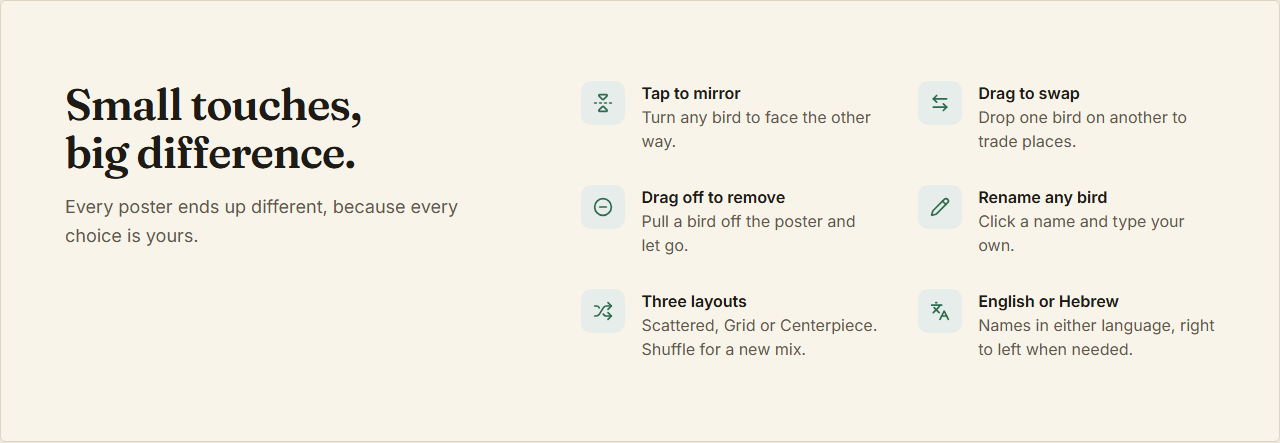 Small touches,
big difference.
Every poster ends up different, because every
choice is yours.
Tap to mirror
Turn any bird to face the other
way.
Drag to swap
Drop one bird on another to
trade places.
Drag off to remove
Pull a bird off the poster and
let go.
Rename any bird
Click a name and type your
own.
Three layouts
Scattered, Grid or Centerpiece.
Shuffle for a new mix.
English or Hebrew
Names in either language, right
to left when needed.